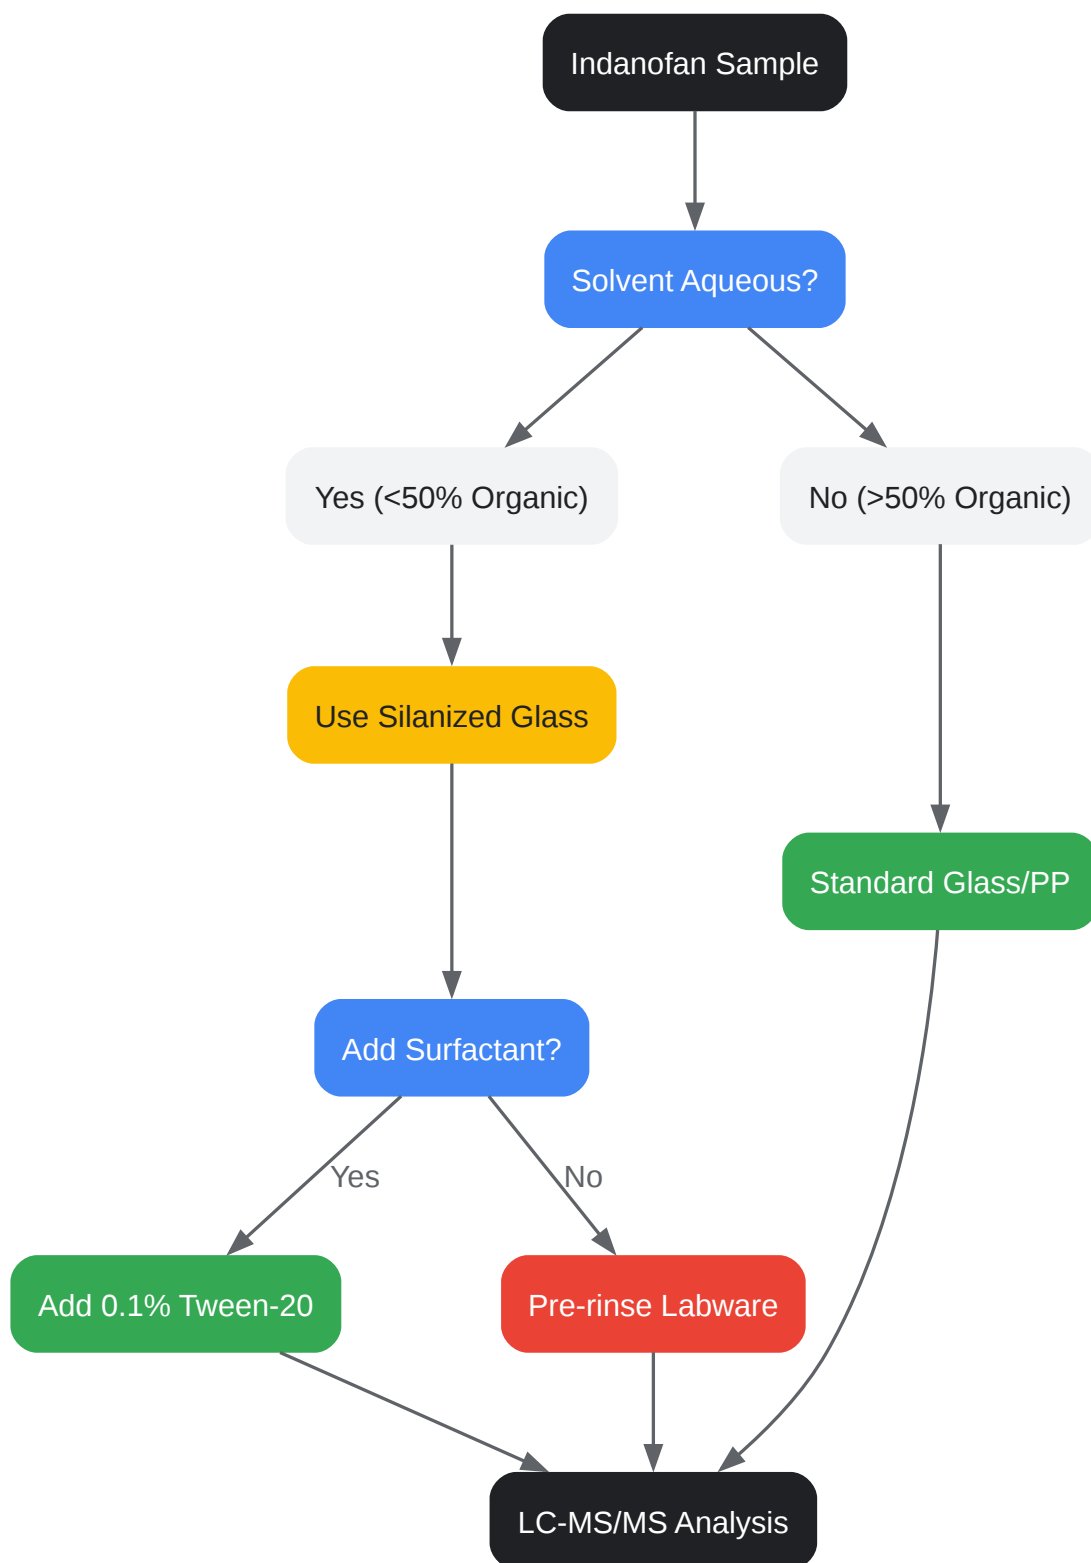 Indanofan Sample
Solvent Aqueous?
Yes (<50% Organic)
No (>50% Organic)
Use Silanized Glass
Standard Glass/PP
Add Surfactant?
Yes
No
Add 0.1% Tween-20
Pre-rinse Labware
LC-MS/MS Analysis